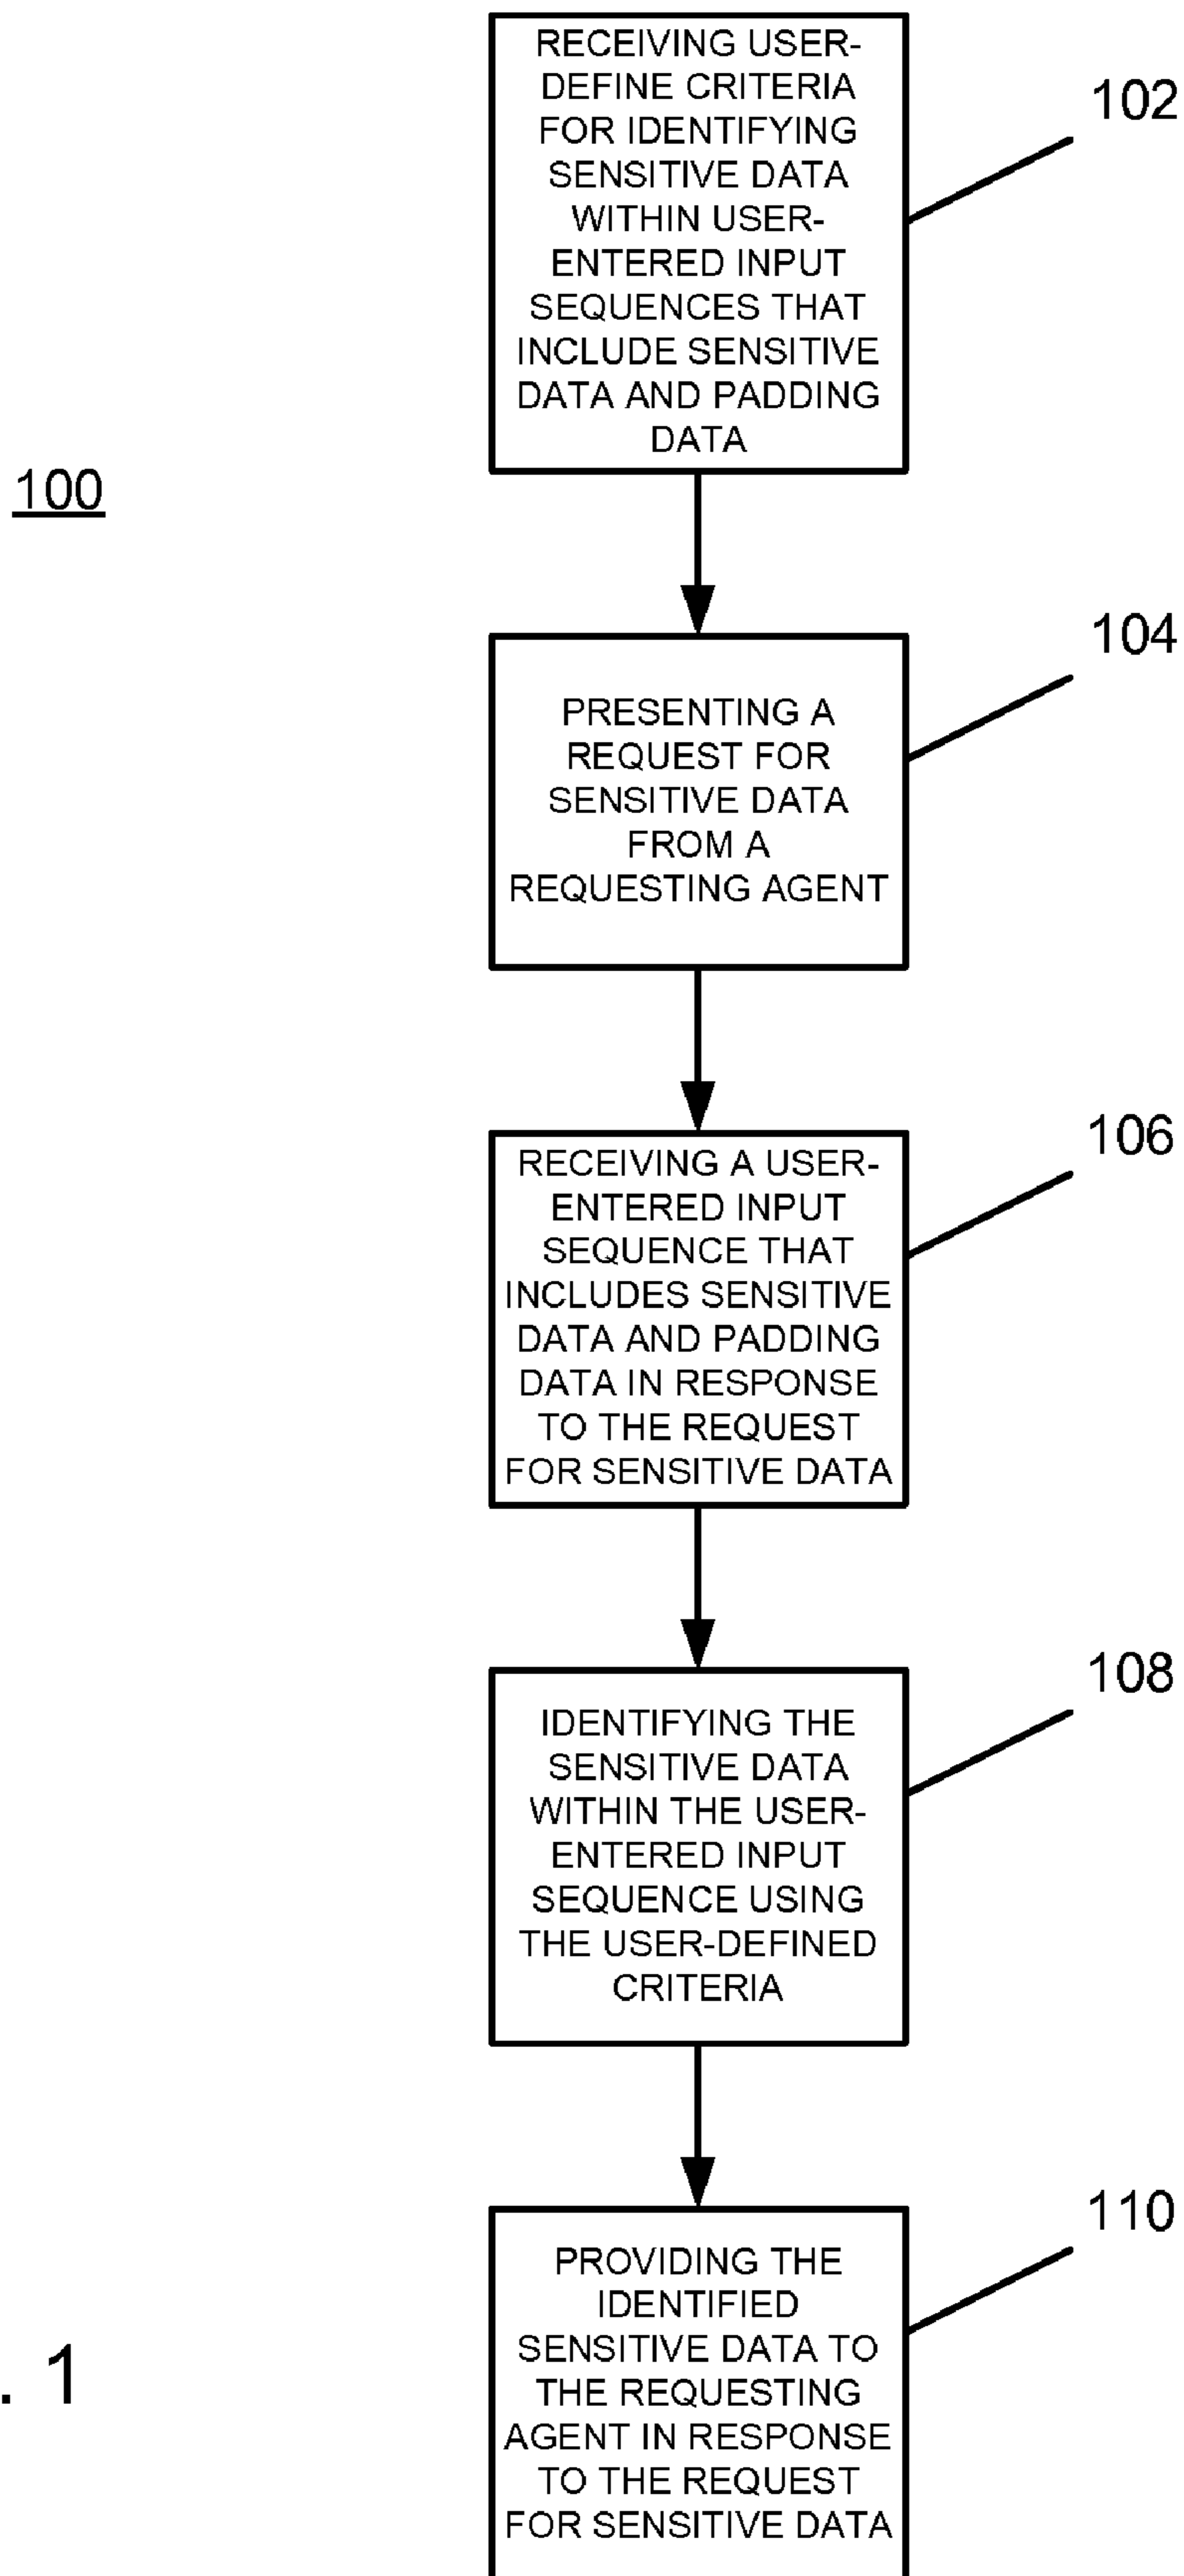 RECEIVING USER-
DEFINE CRITERIA
FOR IDENTIFYING
SENSITIVE DATA
WITHIN USER-
ENTERED INPUT
SEQUENCES THAT
INCLUDE SENSITIVE
DATA AND PADDING
DATA
102
100
PRESENTING A
REQUEST FOR
SENSITIVE DATA
FROM A
REQUESTING AGENT
104
RECEIVING A USER-
ENTERED INPUT
SEQUENCE THAT
INCLUDES SENSITIVE
DATA AND PADDING
DATA IN RESPONSE
TO THE REQUEST
FOR SENSITIVE DATA
106
IDENTIFYING THE
SENSITIVE DATA
WITHIN THE USER-
ENTERED INPUT
SEQUENCE USING
THE USER-DEFINED
CRITERIA
108
PROVIDING THE
IDENTIFIED
SENSITIVE DATA TO
THE REQUESTING
AGENT IN RESPONSE
TO THE REQUEST
FOR SENSITIVE DATA
110
. 1